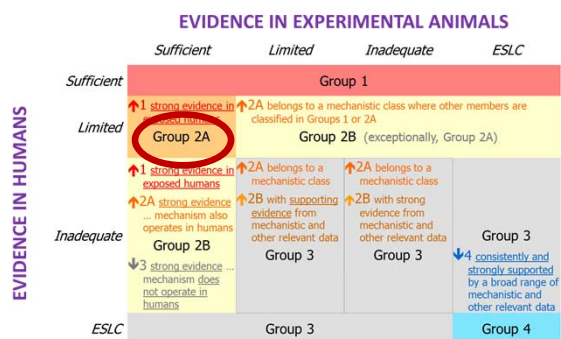 EVIDENCE IN EXPERIMENTAL ANIMALS
Sufficient Limited Inadequate ESLC
EVIDENCE IN HUMANS
Sufficient
Group 1
Limited
↑1 strong evidence in
exposed humans
Group 2A
↑2A belongs to a mechanistic class where other members are
classified in Groups 1 or 2A
Group 2B (exceptionally, Group 2A)
Inadequate
↑1 strong evidence in
exposed humans
↑2A strong evidence
... mechanism also
operates in humans
Group 2B
↓3 strong evidence ...
mechanism does
not operate in
humans
↑2A belongs to a
mechanistic class
↑2B with supporting
evidence from
mechanistic and
other relevant data
Group 3
↑2A belongs to a
mechanistic class
↑2B with strong
evidence from
mechanistic and
other relevant data
Group 3
Group 3
↓4 consistently and
strongly supported
by a broad range of
mechanistic and
other relevant data
ESLC
Group 3
Group 4